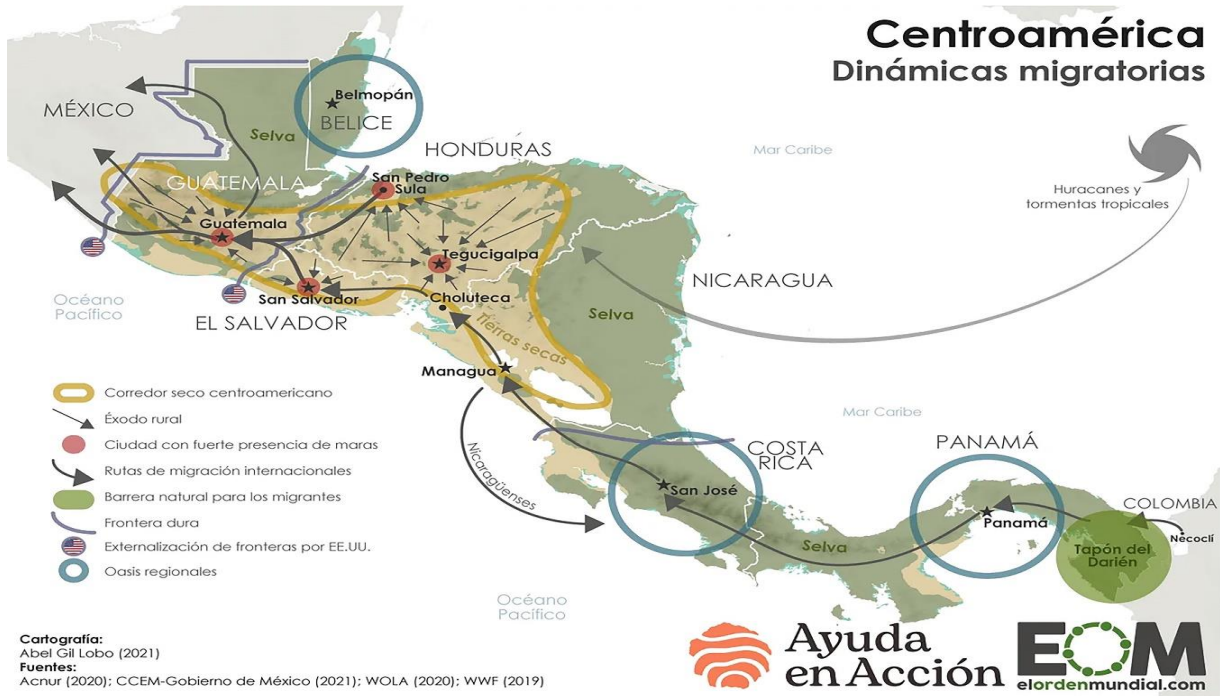 Centroamérica
Dinámicas migratorias
MÉXICO
Belmopán
BELICE
Selva
HONDURAS
Mar Caribe
Huracanes y
tormentas tropicales
GUATEMALA
San Pedro
Sula
Guatemala
Tegucigalpa
NICARAGUA
Océano
Pacífico
San Salvador
Choluteca
EL SALVADOR
Selva
Tierras secas
Managua
Corredor seco centroamericano
Éxodo rural
Ciudad con fuerte presencia de maras
Rutas de migración internacionales
Barrera natural para los migrantes
Frontera dura
Externalización de fronteras por EE.UU.
Oasis regionales
Nicaragüenses
Mar Caribe
COSTA
RICA
PANAMÁ
San José
COLOMBIA
Panamá
Necoclí
Selva
Tapón del
Darién
Océano
Pacífico
Cartografía:
Abel Gil Lobo (2021)
Fuentes:
Acnur (2020); CCEM-Gobierno de México (2021); WOLA (2020); WWF (2019)
Ayuda
en Acción
EOM
elordenmundial.com